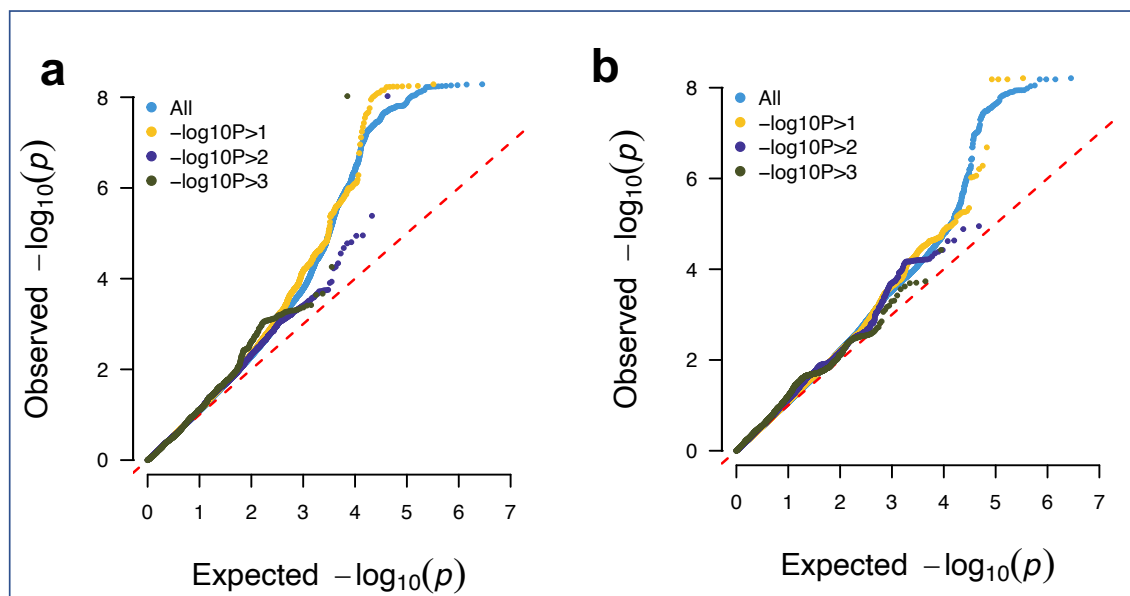 a
All
−log10P>1
−log10P>2
−log10P>3
Observed −log10(p)
8
6
4
2
0
0 1 2 3 4 5 6 7
Expected −log10(p)
b
All
−log10P>1
−log10P>2
−log10P>3
Observed −log10(p)
8
6
4
2
0
0 1 2 3 4 5 6 7
Expected −log10(p)